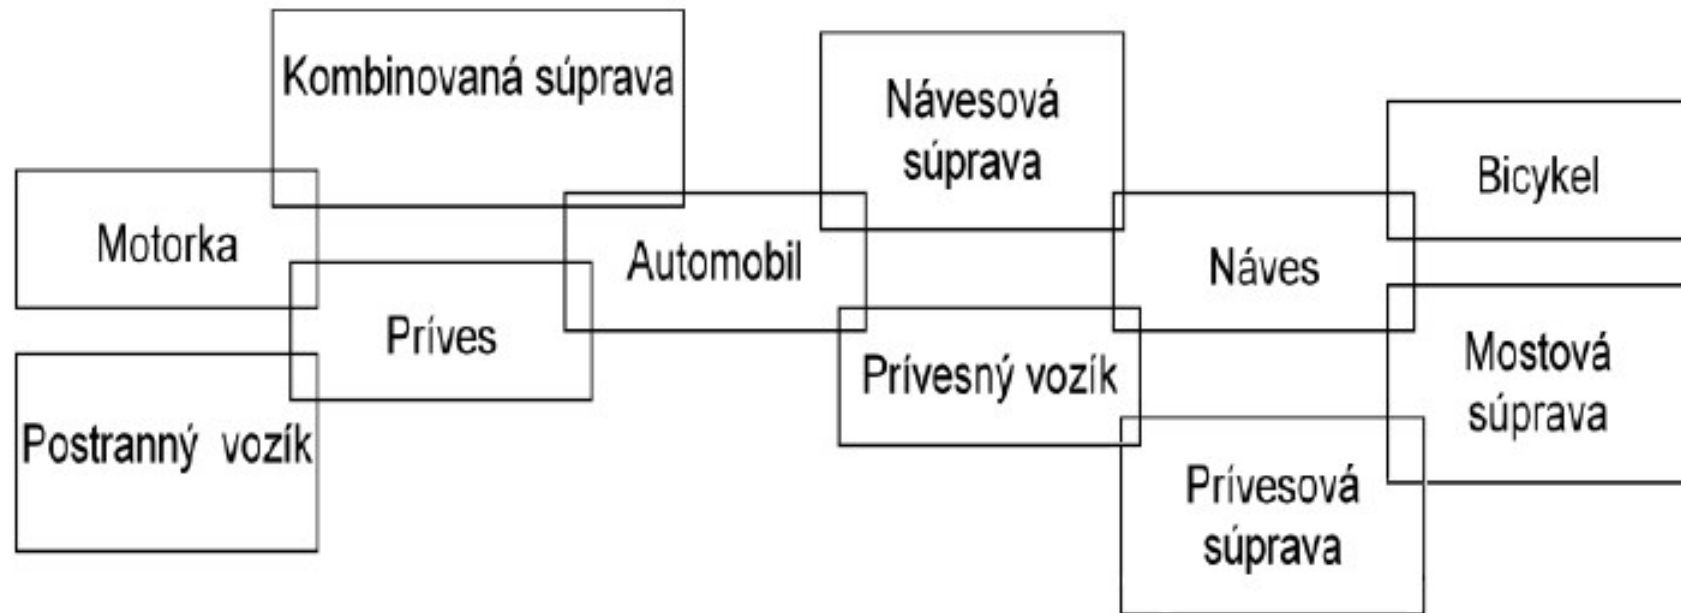 Kombinovaná súprava
Návesová
súprava
Bicykel
Motorka
Automobil
Náves
Príves
Prívesný vozík
Mostová
súprava
Postranný vozík
Prívesová
súprava